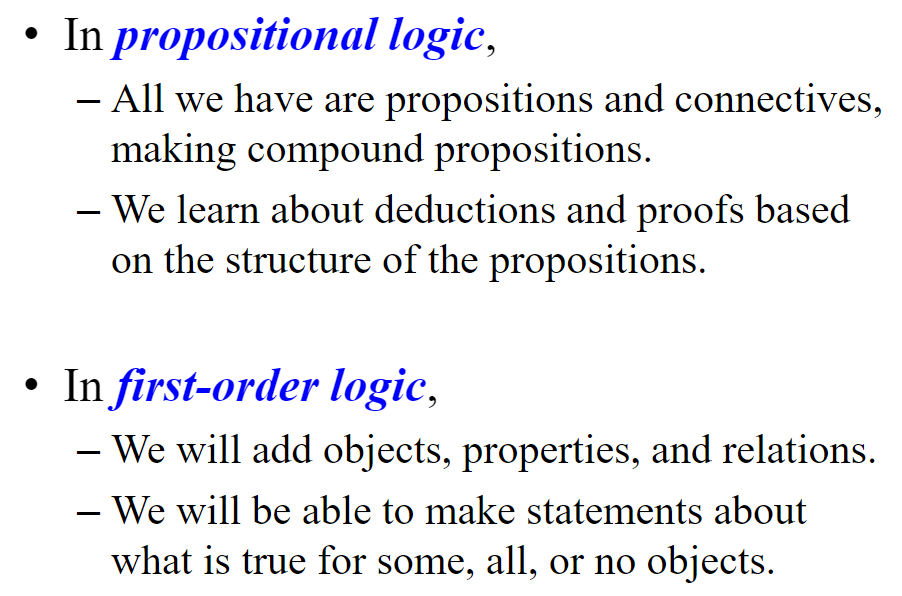 • In propositional logic,
– All we have are propositions and connectives,
making compound propositions.
– We learn about deductions and proofs based
on the structure of the propositions.
• In first-order logic,
– We will add objects, properties, and relations.
– We will be able to make statements about
what is true for some, all, or no objects.